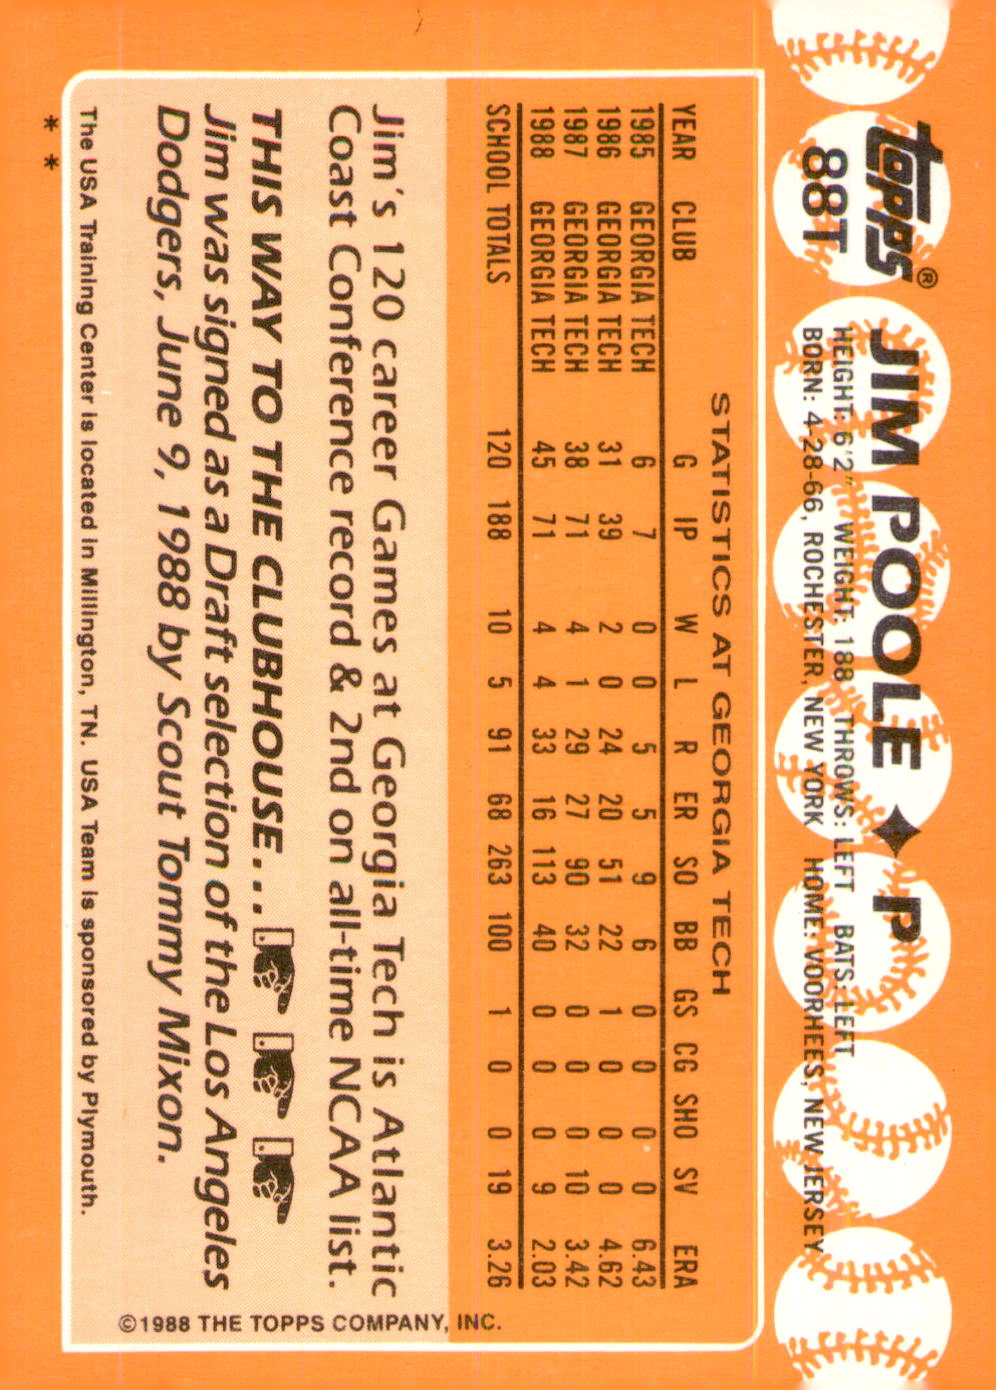 topps®
88T
JIM POOLE ◆ P
HEIGHT: 6'2" WEIGHT: 188 THROWS: LEFT BATS: LEFT
BORN: 4-28-66, ROCHESTER, NEW YORK HOME: VOORHEES, NEW JERSEY
STATISTICS AT GEORGIA TECH
YEAR CLUB G IP W L R ER SO BB GS CG SHO SV ERA
1985 GEORGIA TECH 6 7 0 0 5 5 9 6 0 0 0 0 6.43
1986 GEORGIA TECH 31 39 2 0 24 20 51 22 1 0 0 0 4.62
1987 GEORGIA TECH 38 71 4 1 29 27 90 32 0 0 0 10 3.42
1988 GEORGIA TECH 45 71 4 4 33 16 113 40 0 0 0 9 2.03
SCHOOL TOTALS 120 188 10 5 91 68 263 100 1 0 0 19 3.26
Jim's 120 career Games at Georgia Tech is Atlantic
Coast Conference record & 2nd on all-time NCAA list.
THIS WAY TO THE CLUBHOUSE...
Jim was signed as a Draft selection of the Los Angeles
Dodgers, June 9, 1988 by Scout Tommy Mixon.
The USA Training Center is located in Millington, TN. USA Team is sponsored by Plymouth.
* *
©1988 THE TOPPS COMPANY, INC.